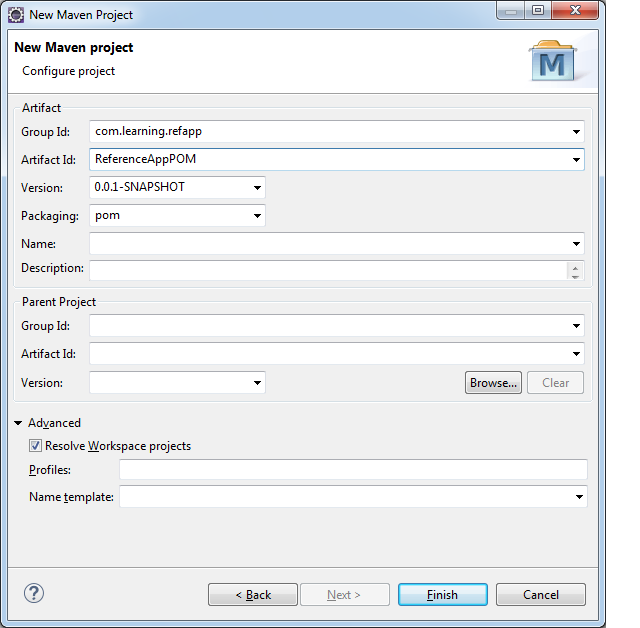 New Maven Project
New Maven project
Configure project
M
Artifact
Group Id: com.learning.refapp
Artifact Id: ReferenceAppPOM
Version: 0.0.1-SNAPSHOT
Packaging: pom
Name:
Description:
Parent Project
Group Id:
Artifact Id:
Version: Browse... Clear
Advanced
Resolve Workspace projects
Profiles:
Name template:
? < Back Next > Finish Cancel